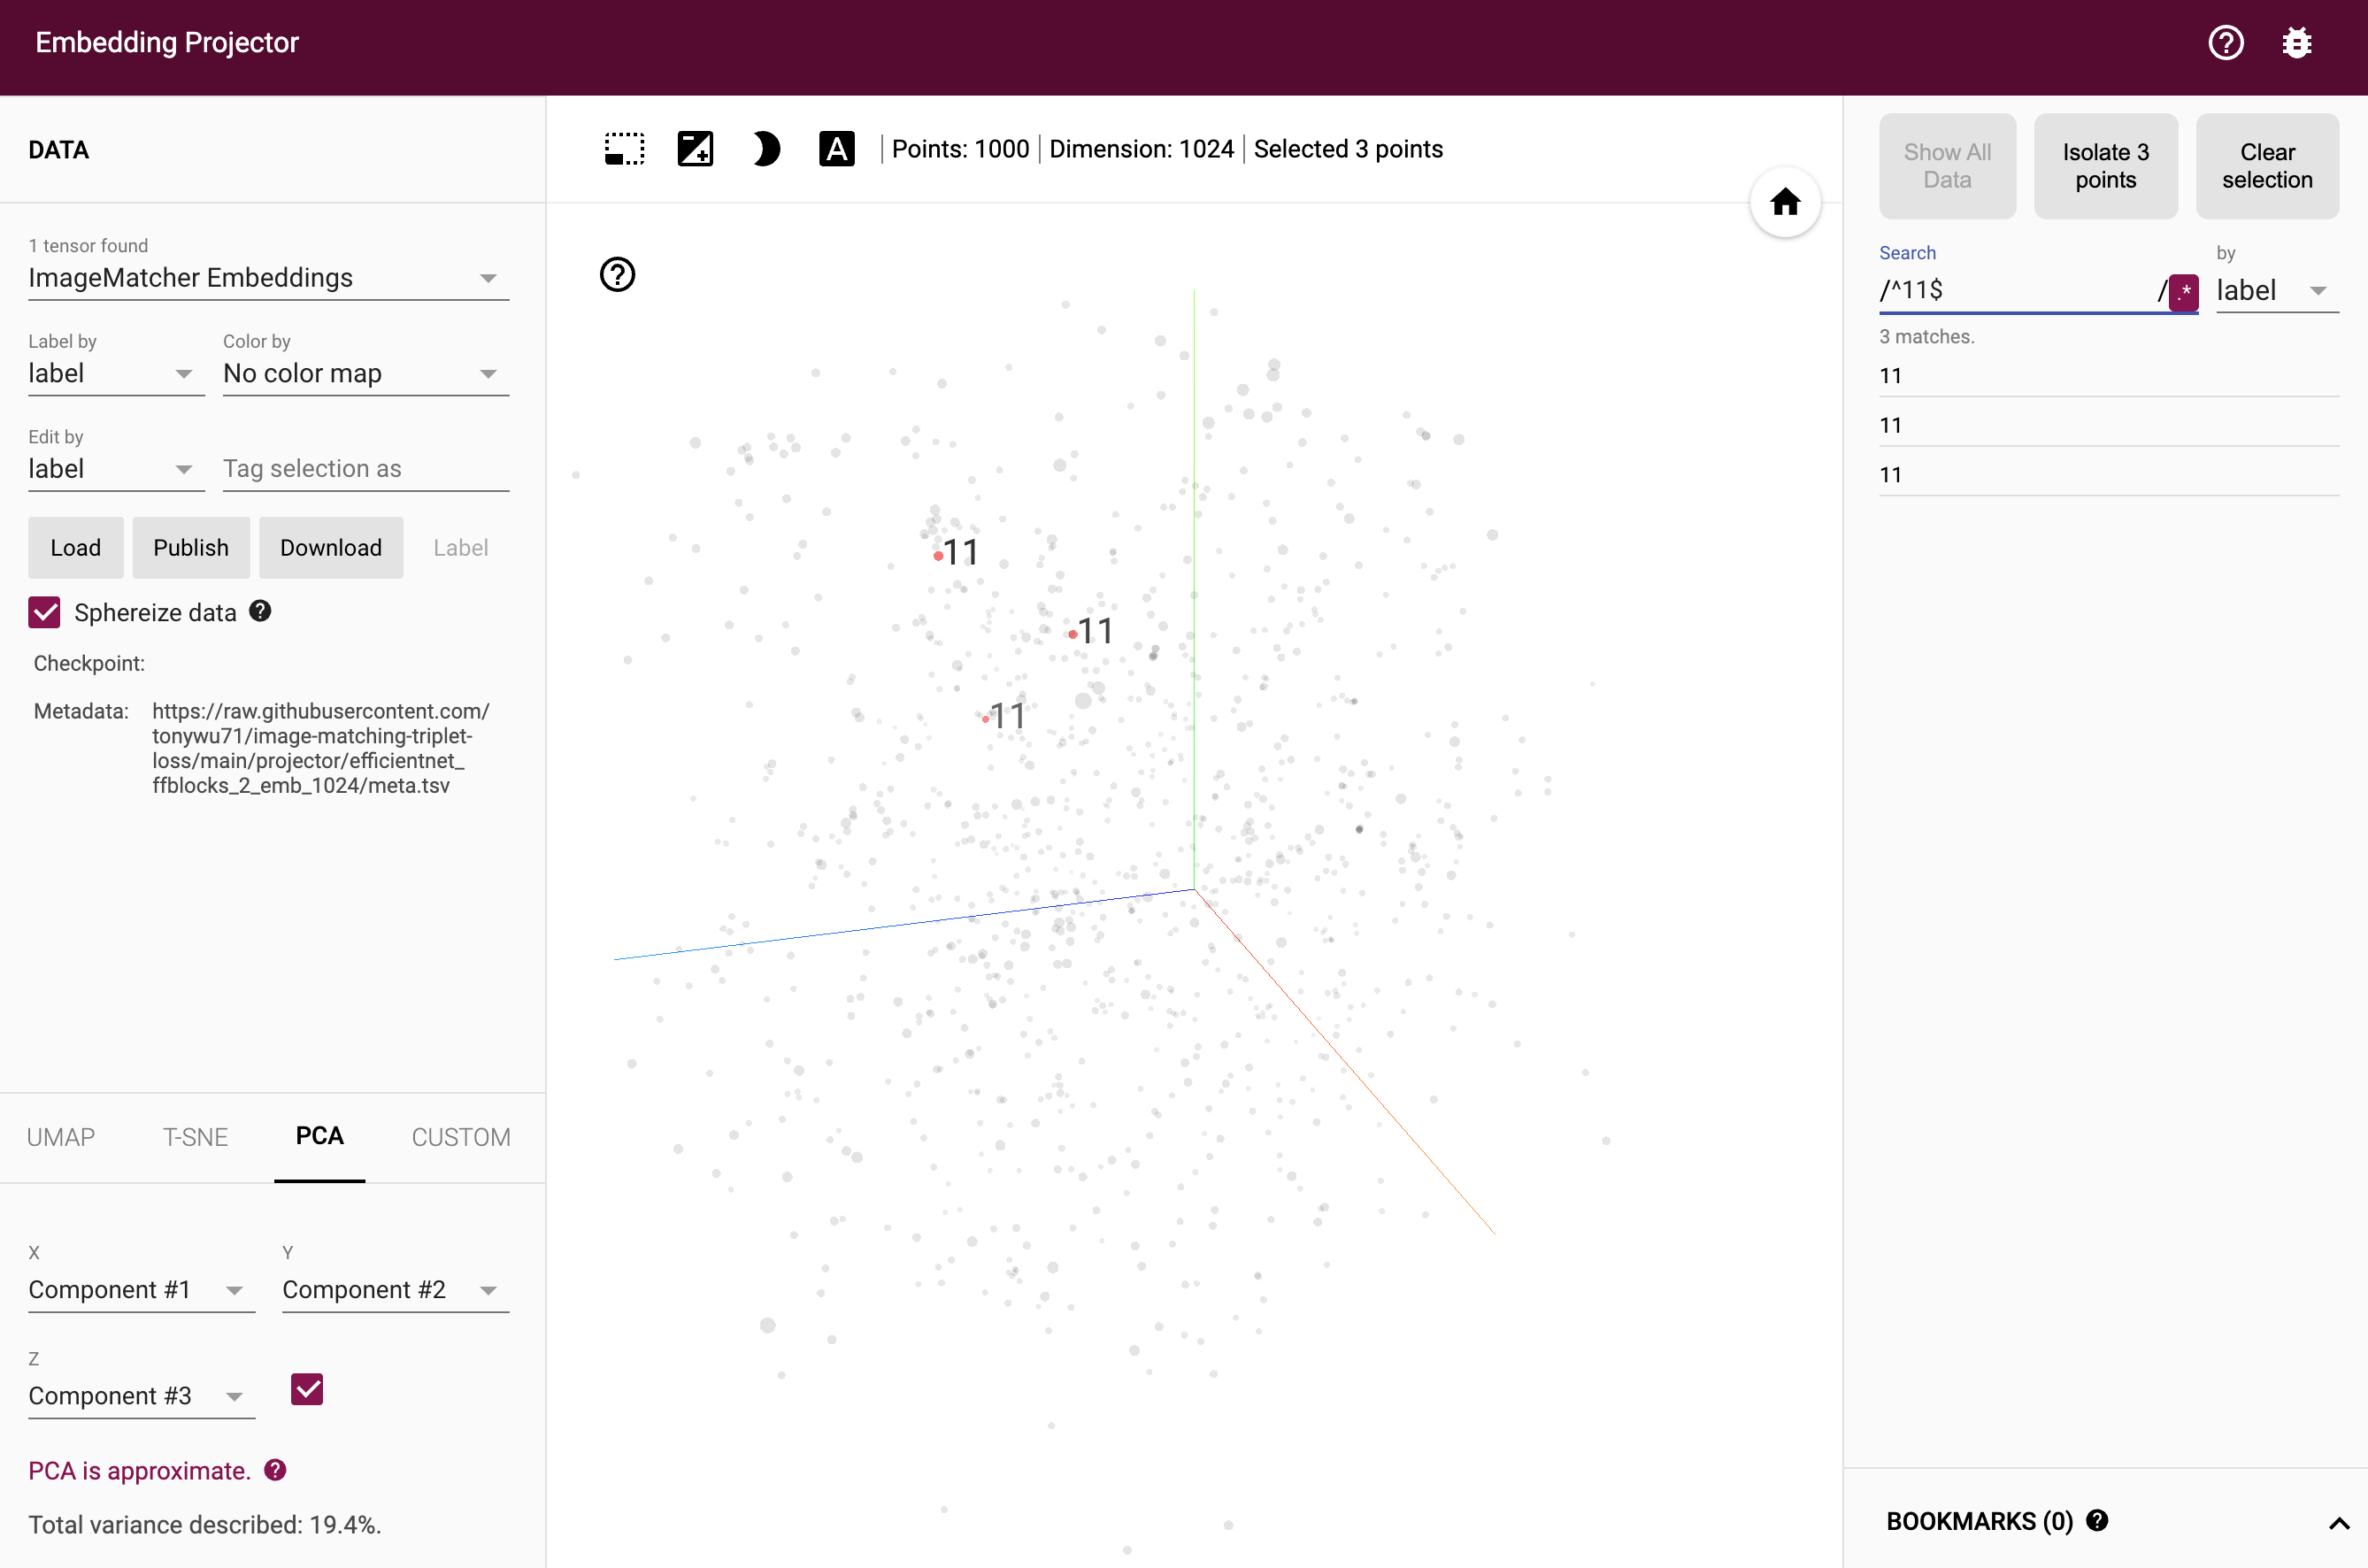 Embedding Projector
DATA
1 tensor found
ImageMatcher Embeddings
Label by
Color by
label
No color map
Edit by
label
Tag selection as
Load
Publish
Download
Label
Sphereize data
Checkpoint:
Metadata:
https://raw.githubusercontent.com/
tonywu71/image-matching-triplet-
loss/main/projector/efficientnet_
ffblocks_2_emb_1024/meta.tsv
UMAP
T-SNE
PCA
CUSTOM
X
Y
Component #1
Component #2
Z
Component #3
PCA is approximate.
Total variance described: 19.4%.
A
Points: 1000
Dimension: 1024
Selected 3 points
11
11
11
Show All
Data
Isolate 3
points
Clear
selection
Search
by
/^11$
/.*
label
3 matches.
11
11
11
BOOKMARKS (0)